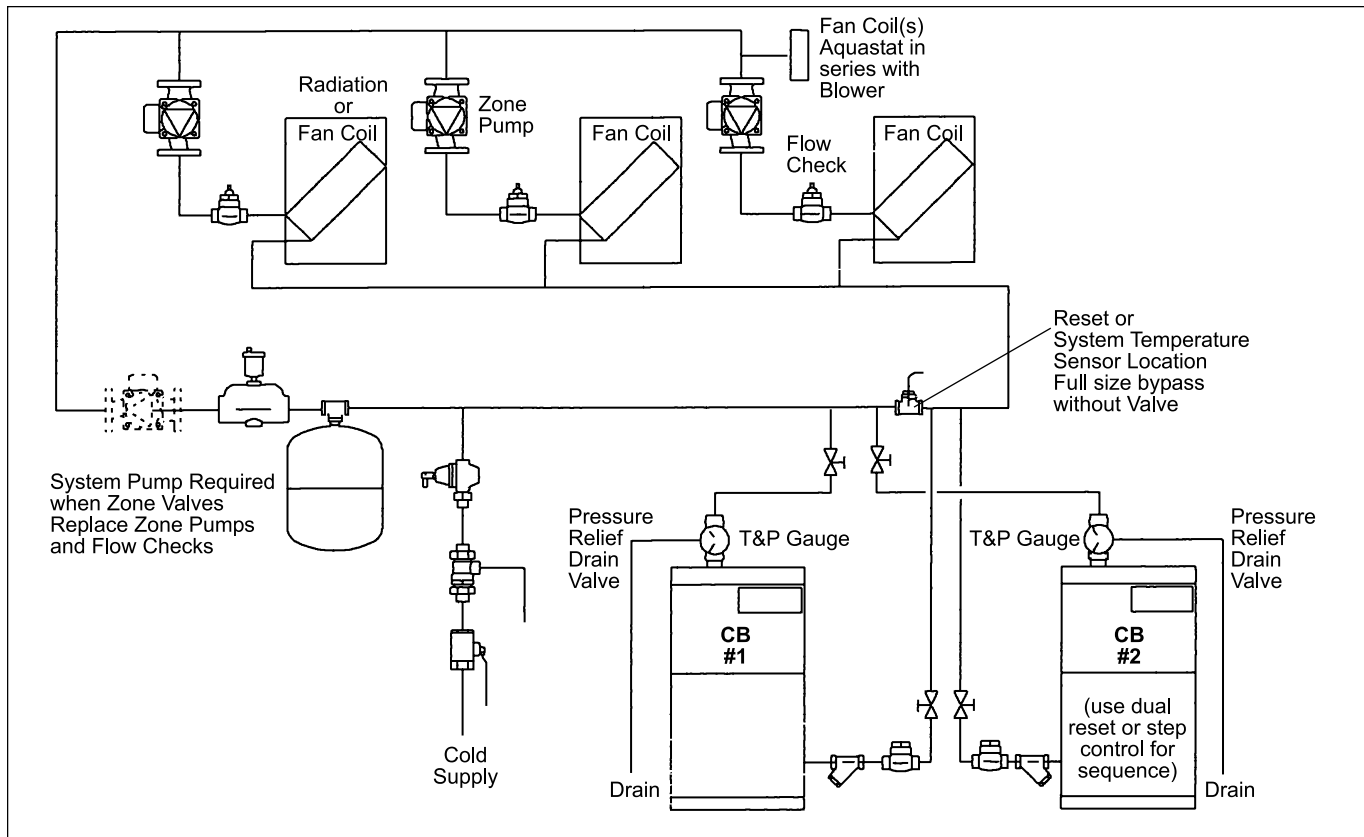 Fan Coil(s)
Aquastat in
series with
Blower
Radiation
or
Fan Coil
Zone
Pump
Fan Coil
Flow
Check
Fan Coil
Reset or
System Temperature
Sensor Location
Full size bypass
without Valve
System Pump Required
when Zone Valves
Replace Zone Pumps
and Flow Checks
Pressure
Relief
Drain
Valve
T&P Gauge
T&P Gauge
Pressure
Relief
Drain
Valve
CB
#1
CB
#2
(use dual
reset or step
control for
sequence)
Cold
Supply
Drain
Drain